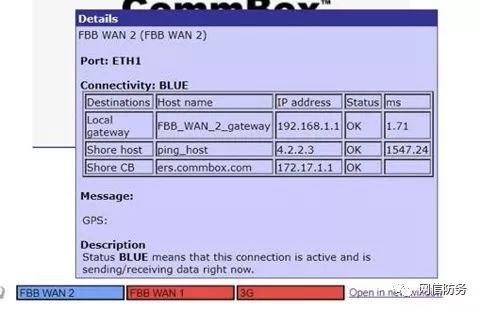 CommBox™
Details
FBB WAN 2 (FBB WAN 2)
Port: ETH1
Connectivity: BLUE
Destinations Host name IP address Status ms
Local gateway FBB_WAN_2_gateway 192.168.1.1 OK 1.71
Shore host ping_host 4.2.2.3 OK 1547.24
Shore CB ers.commbox.com 172.17.1.1 OK
Message:
GPS:
Description
Status BLUE means that this connection is active and is
sending/receiving data right now.
FBB WAN 2 FBB WAN 1 3G Open in new window
网信防务